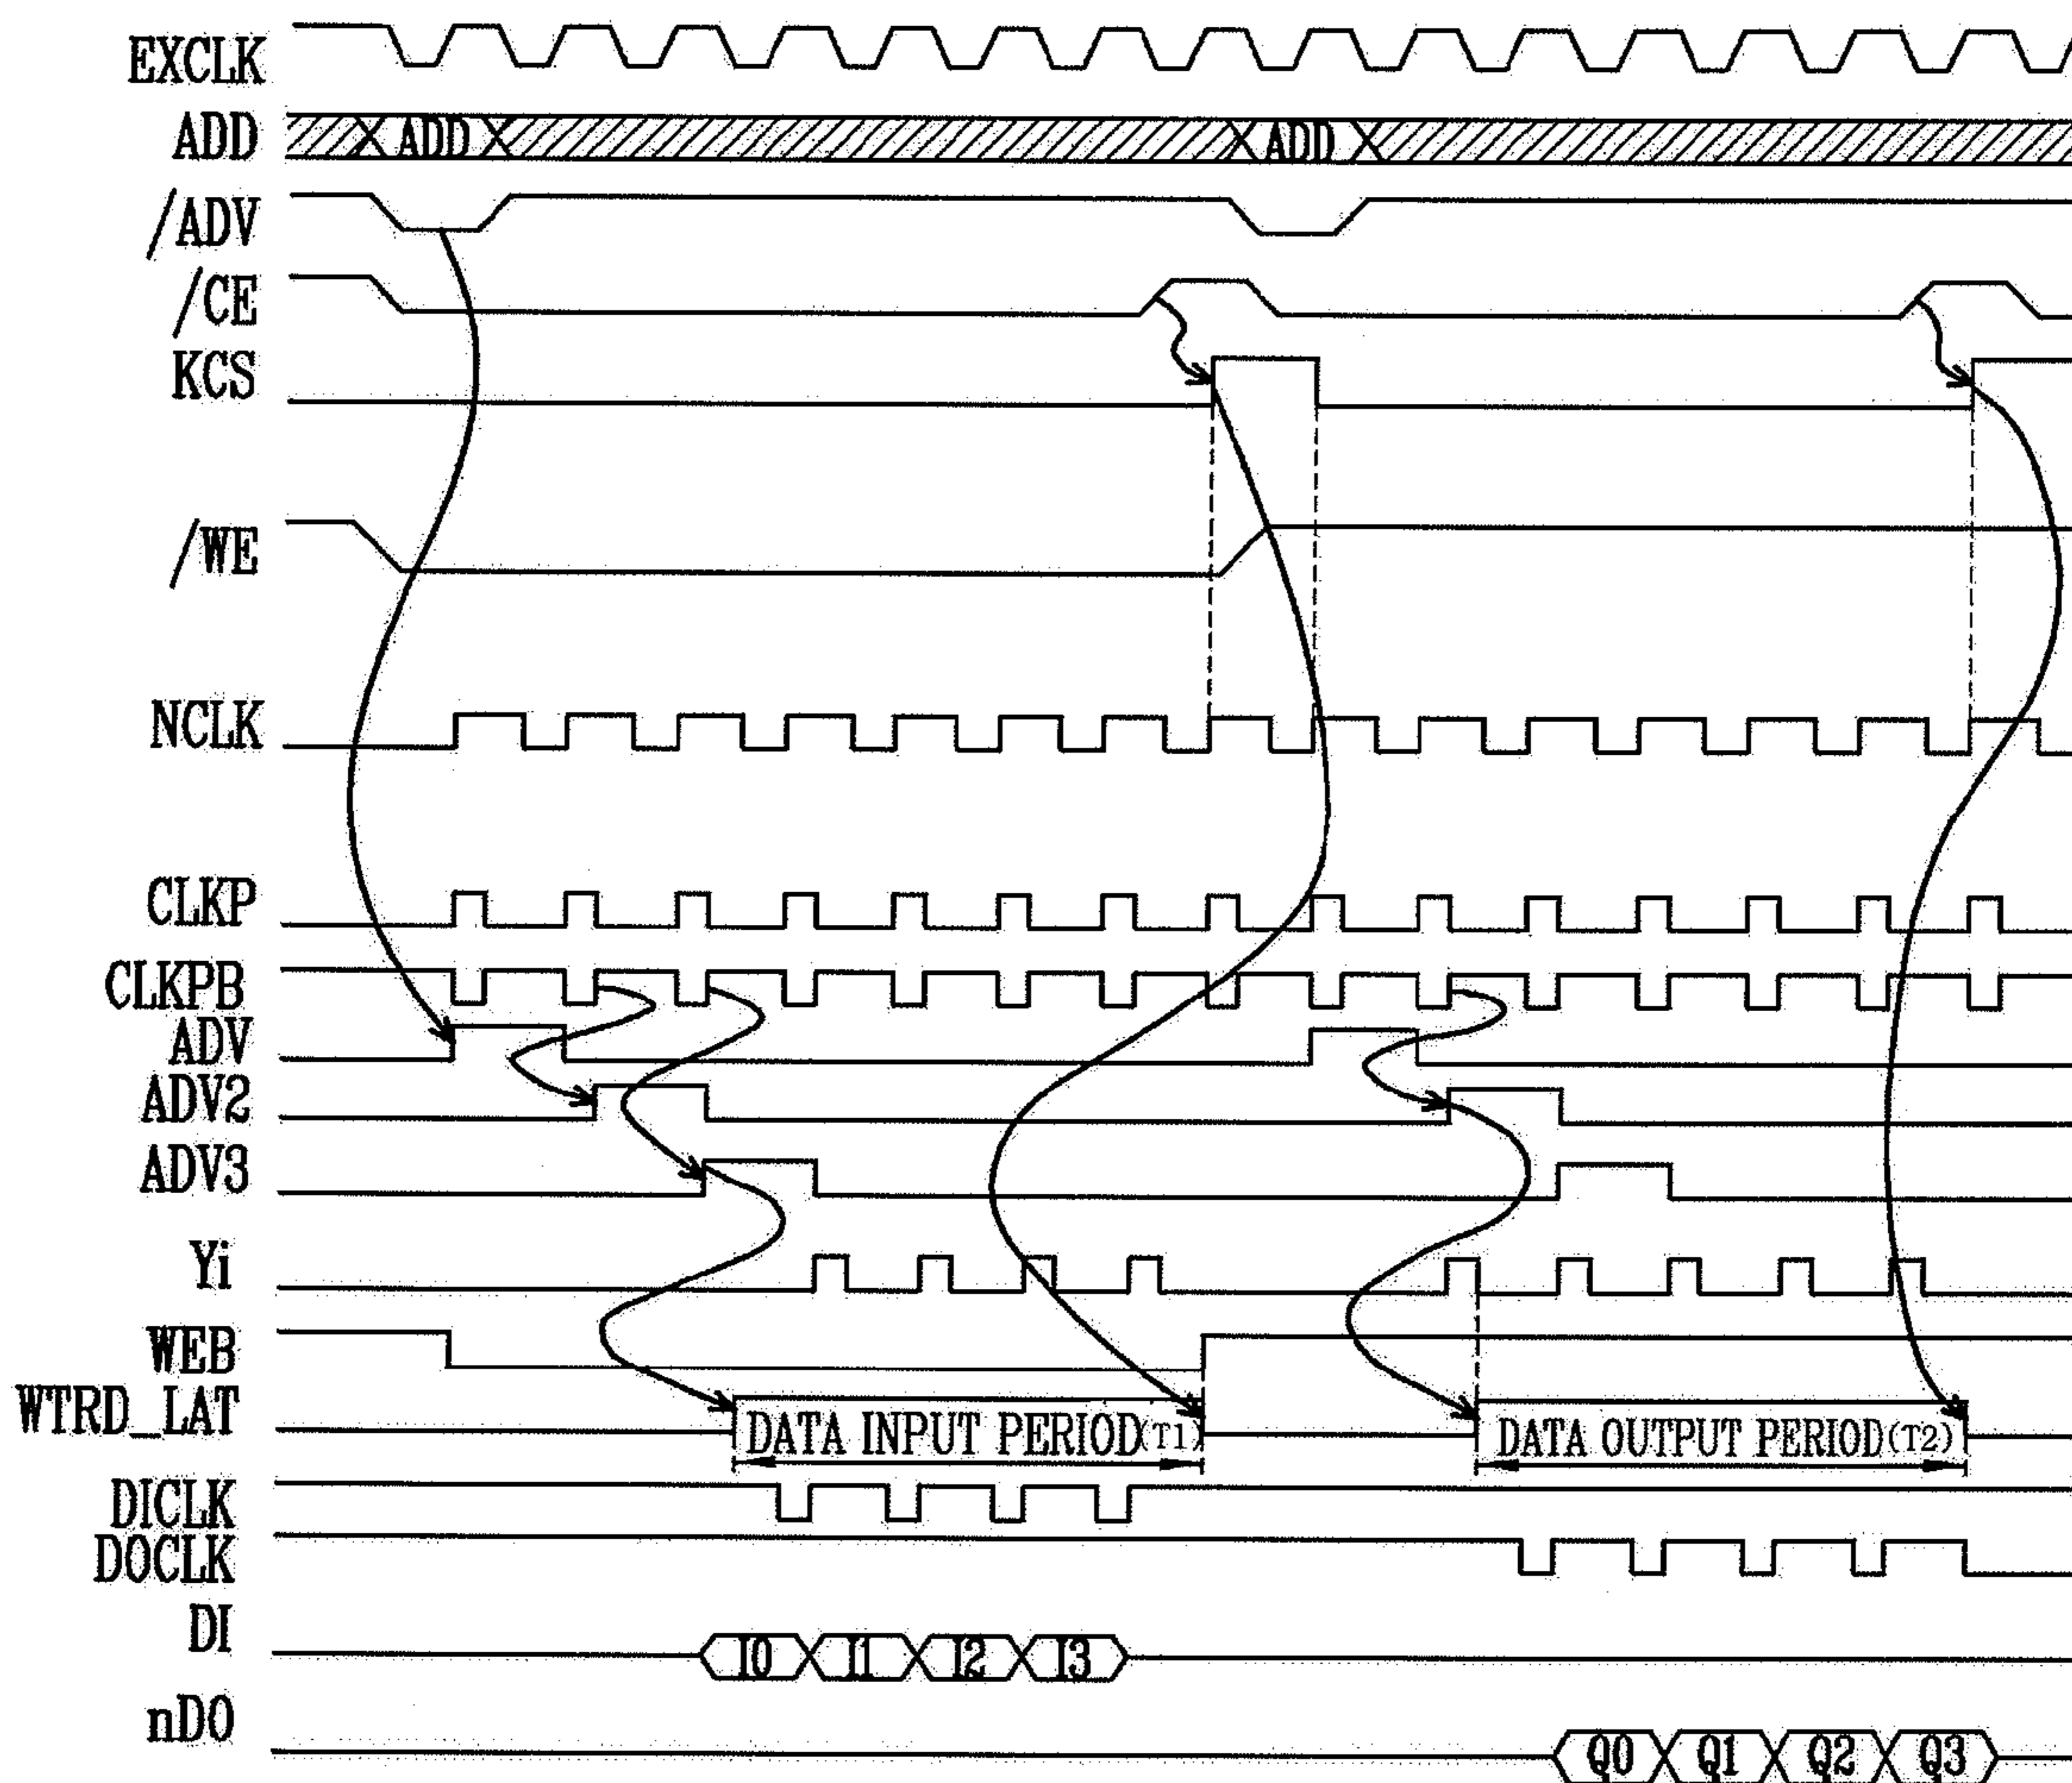 EXCLK
ADD ADD ADD
/ADV
/CE
KCS
/WE
NCLK
CLKP
CLKPB
ADV
ADV2
ADV3
Yi
WEB
WTRD_LAT DATA INPUT PERIOD(T1) DATA OUTPUT PERIOD(T2)
DICLK
DOCLK
DI I0 I1 I2 I3
nDO Q0 Q1 Q2 Q3